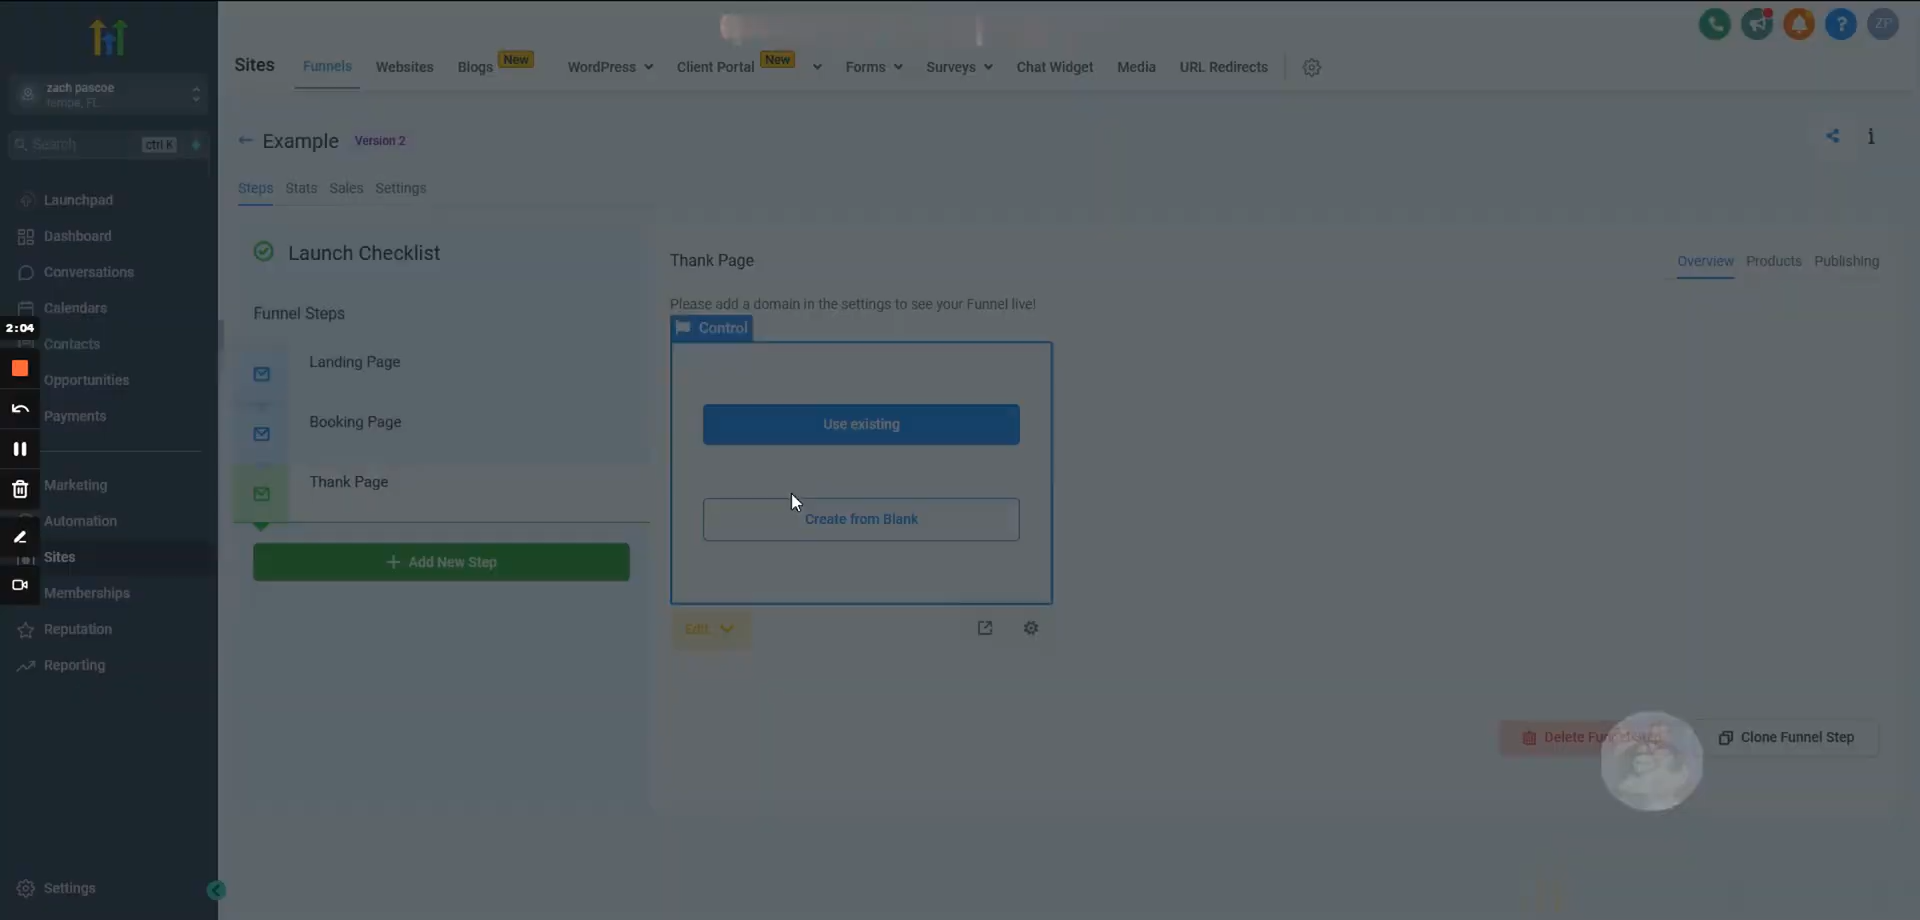 zach pascoe
tempe, FL
Search
ctrl K
Launchpad
Dashboard
Conversations
Calendars
2:04
Contacts
Opportunities
Payments
Marketing
Automation
Sites
Memberships
Reputation
Reporting
Settings
Sites
Funnels
Websites
Blogs
New
WordPress
Client Portal
New
Forms
Surveys
Chat Widget
Media
URL Redirects
ZP
Example
Version 2
Steps
Stats
Sales
Settings
Launch Checklist
Funnel Steps
Landing Page
Booking Page
Thank Page
+ Add New Step
Thank Page
Overview
Products
Publishing
Please add a domain in the settings to see your Funnel live!
Control
Use existing
Create from Blank
Edit
Delete
Clone Funnel Step